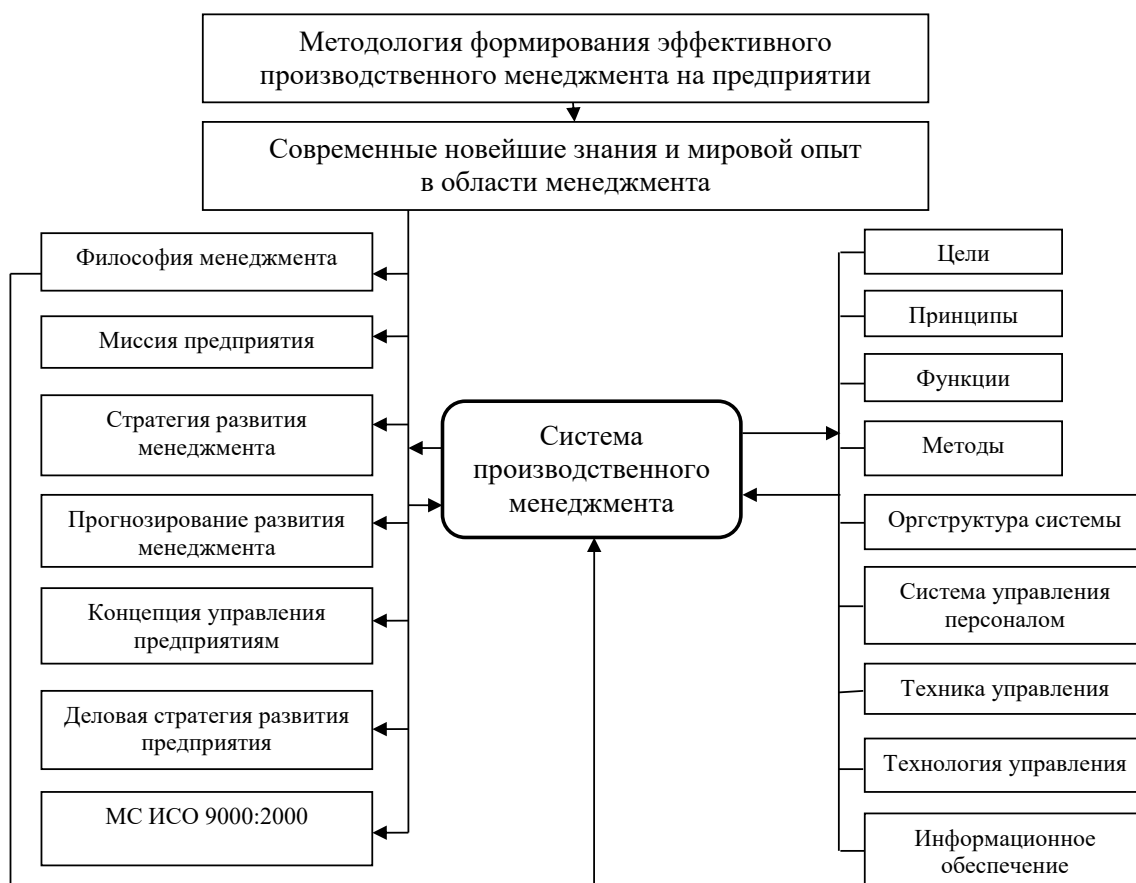 Методология формирования эффективного
производственного менеджмента на предприятии
Современные новейшие знания и мировой опыт
в области менеджмента
Философия менеджмента
Миссия предприятия
Стратегия развития
менеджмента
Прогнозирование развития
менеджмента
Концепция управления
предприятиям
Деловая стратегия развития
предприятия
МС ИСО 9000:2000
Система
производственного
менеджмента
Цели
Принципы
Функции
Методы
Оргструктура системы
Система управления
персоналом
Техника управления
Технология управления
Информационное
обеспечение